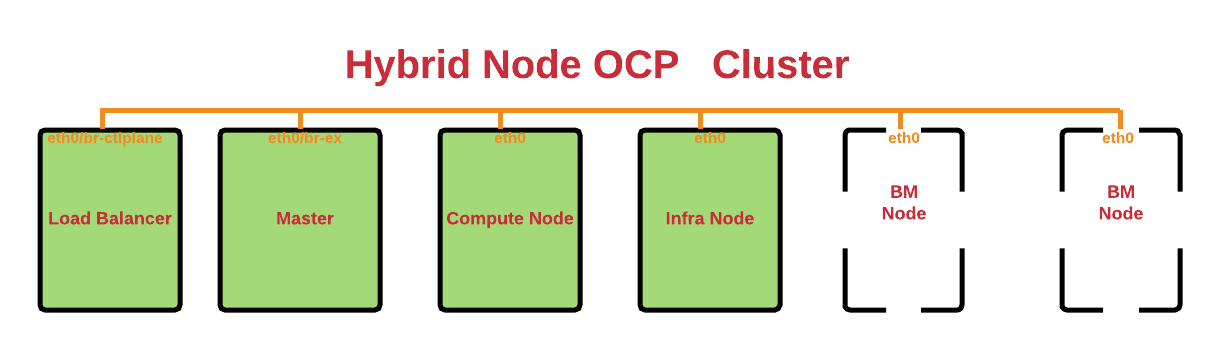 Hybrid Node OCP Cluster
eth0/br-ctlplane
eth0/br-ex
eth0
eth0
eth0
eth0
Load Balancer
Master
Compute Node
Infra Node
BM
Node
BM
Node